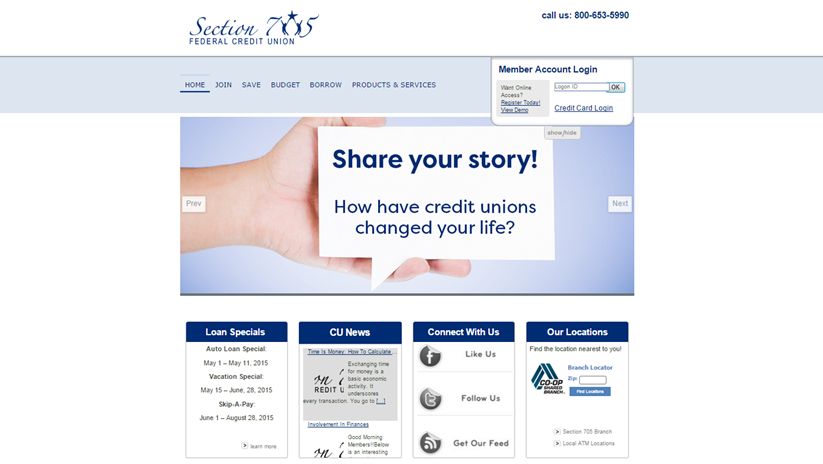 Section 705
FEDERAL CREDIT UNION
call us: 800-653-5990
HOME JOIN SAVE BUDGET BORROW PRODUCTS & SERVICES
Member Account Login
Want Online
Access?
Register Today!
View Demo
Logon ID
OK
Credit Card Login
show/hide
Share your story!
How have credit unions
changed your life?
Prev
Next
Loan Specials
Auto Loan Special:
May 1 – May 11, 2015
Vacation Special:
May 15 – June, 28, 2015
Skip-A-Pay:
June 1 – August 28, 2015
learn more
CU News
Time Is Money: How To Calculate
Exchanging time
for money is a
basic economic
activity. It
underscores
every transaction. You go to [...]
Involvement In Finances
Good Morning
Members!!Below
is an interesting
Connect With Us
Like Us
Follow Us
Get Our Feed
Our Locations
Find the location nearest to you!
CO-OP
SHARED
BRANCH
Branch Locator
Zip:
Find Locations
Section 705 Branch
Local ATM Locations